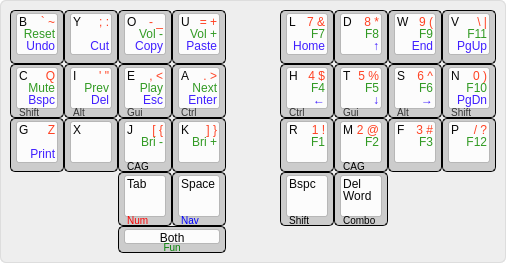 B ` ~ Y ; : O - _ U = + L 7 & D 8 * W 9 ( V \ |
Reset Vol - Vol + F7 F8 F9 F11
Undo Cut Copy Paste Home ↑ End PgUp
C Q I ' " E , < A . > H 4 $ T 5 % S 6 ^ N 0 )
Mute Prev Play Next F4 F5 F6 F10
Bspc Del Esc Enter ← ↓ → PgDn
Shift Alt Gui Ctrl Ctrl Gui Alt Shift
G Z X J [ { K ] } R 1 ! M 2 @ F 3 # P / ?
Bri - Bri + F1 F2 F3 F12
Print
CAG CAG
Tab Space Bspc Del
Word
Num Nav Shift Combo
Both
Fun